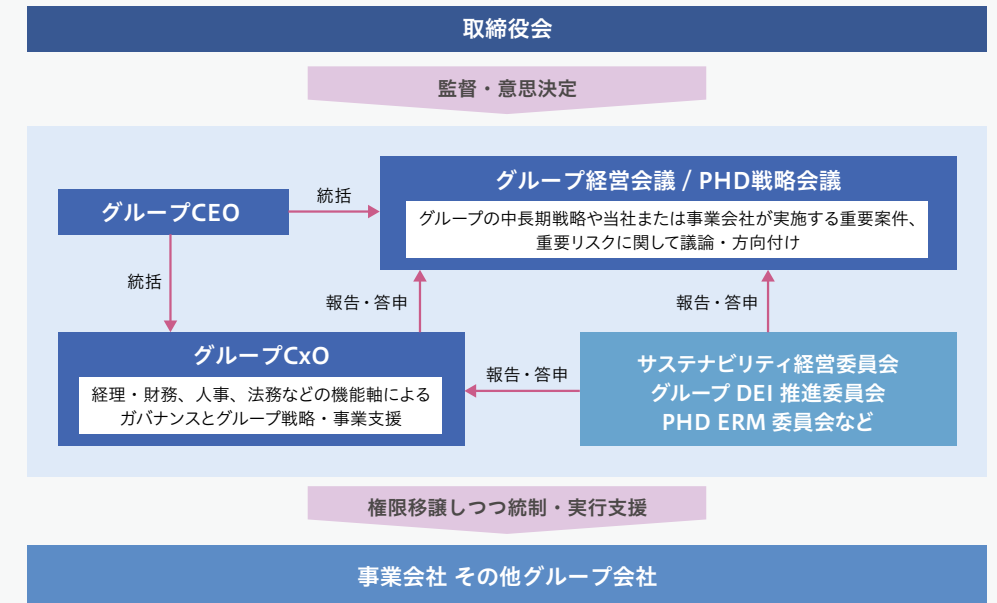 取締役会
監督・意思決定
グループCEO
統括
グループ経営会議 / PHD戦略会議
グループの中長期戦略や当社または事業会社が実施する重要案件、
重要リスクに関して議論・方向付け
統括
報告・答申
報告・答申
グループCxO
経理・財務、人事、法務などの機能軸による
ガバナンスとグループ戦略・事業支援
報告・答申
サステナビリティ経営委員会
グループ DEI 推進委員会
PHD ERM 委員会など
権限移譲しつつ統制・実行支援
事業会社 その他グループ会社